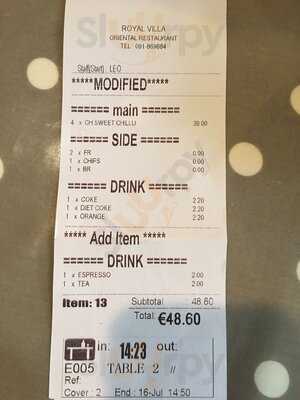 ROYAL VILLA
ORIENTAL RESTAURANT
TEL: 091-869884
LEO
*****MODIFIED*****
====== main ======
4 x CH SWEET CHILLI 38.00
====== SIDE ======
2 x FR 0.00
1 x CHIPS 0.00
1 x BR 0.00
====== DRINK ======
1 x COKE 2.20
1 x DIET COKE 2.20
1 x ORANGE 2.20
***** Add Item *****
====== DRINK ======
1 x ESPRESSO 2.00
1 x TEA 2.00
Item: 13 Subtotal : 48.60
Total: €48.60
in: 14:23 out:
E005 TABLE 2 //
Ref:
Cover : 2 End : 16-Jul 14:50